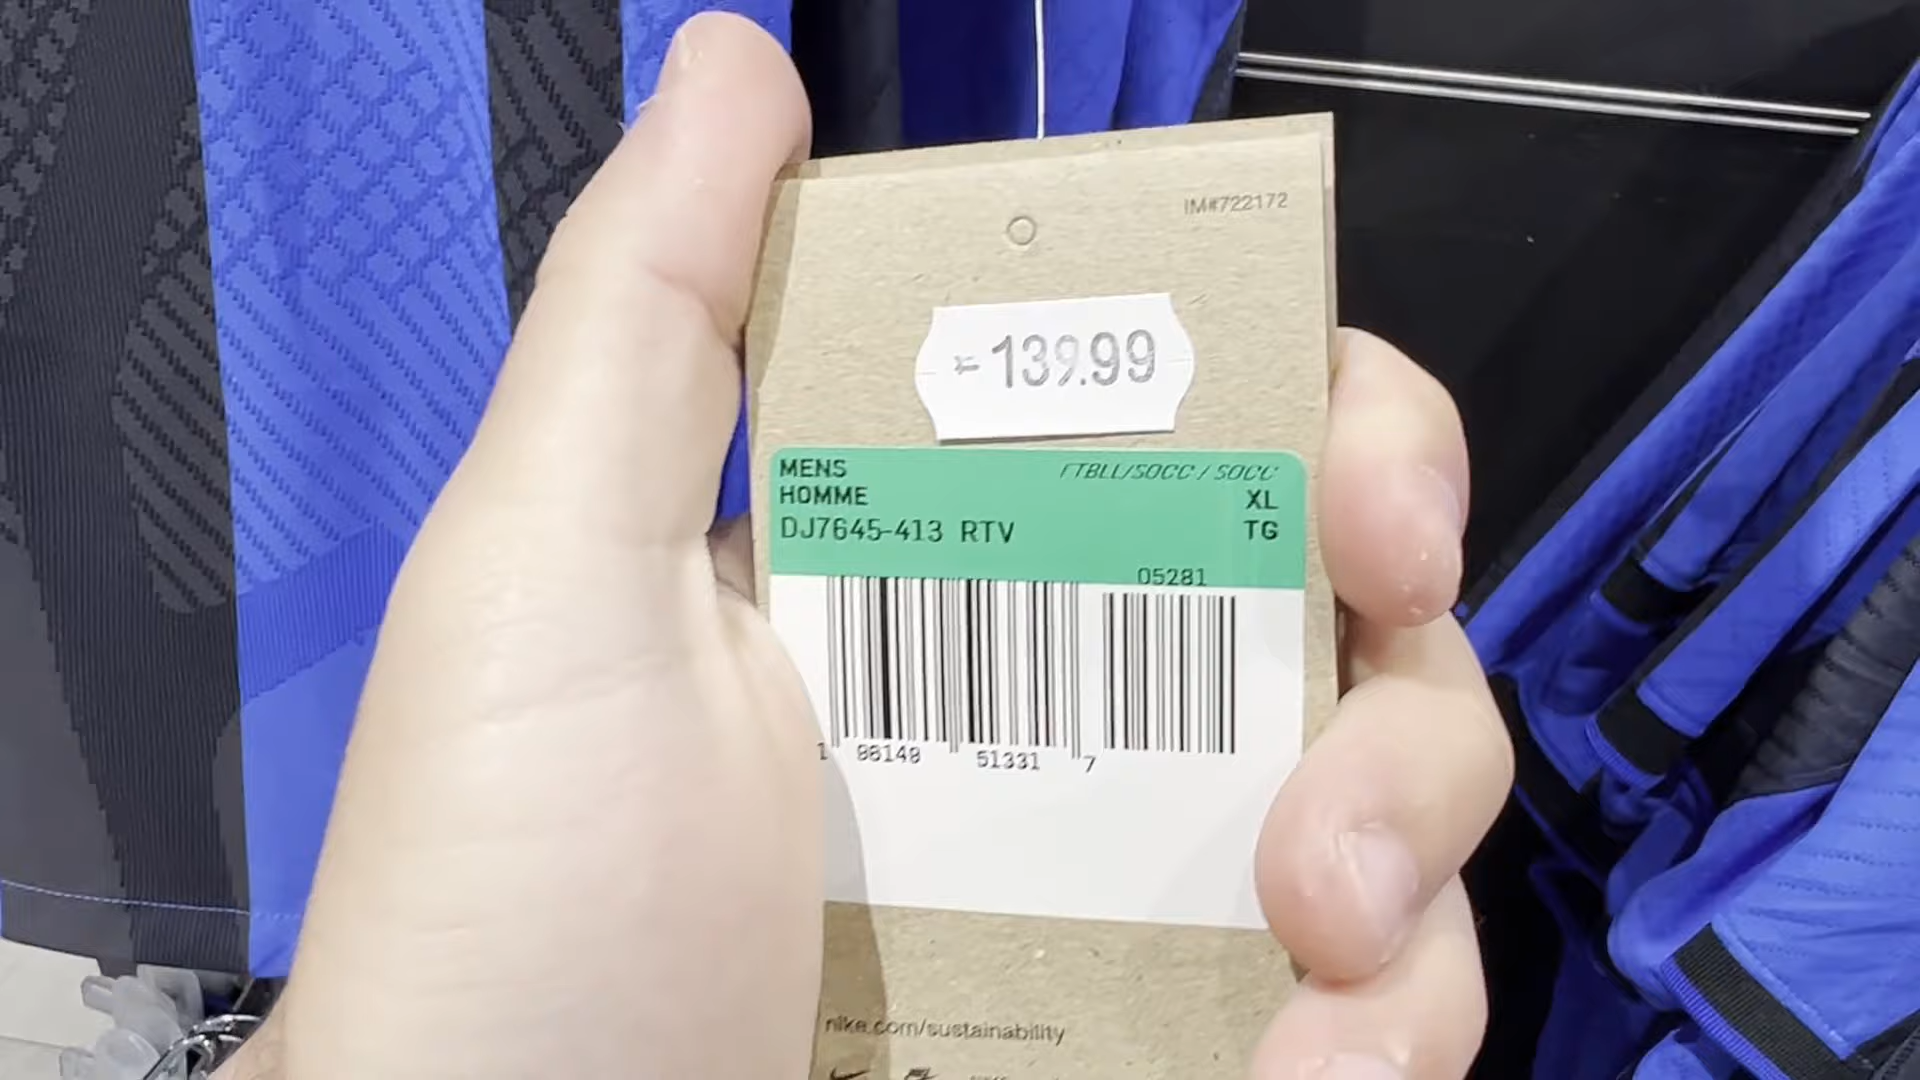 IM#722172
139.99
MENS
FTBLL/SOCC / SOCC
HOMME
XL
DJ7645-413 RTV
TG
05281
1 98149 51331 7
nike.com/sustainability